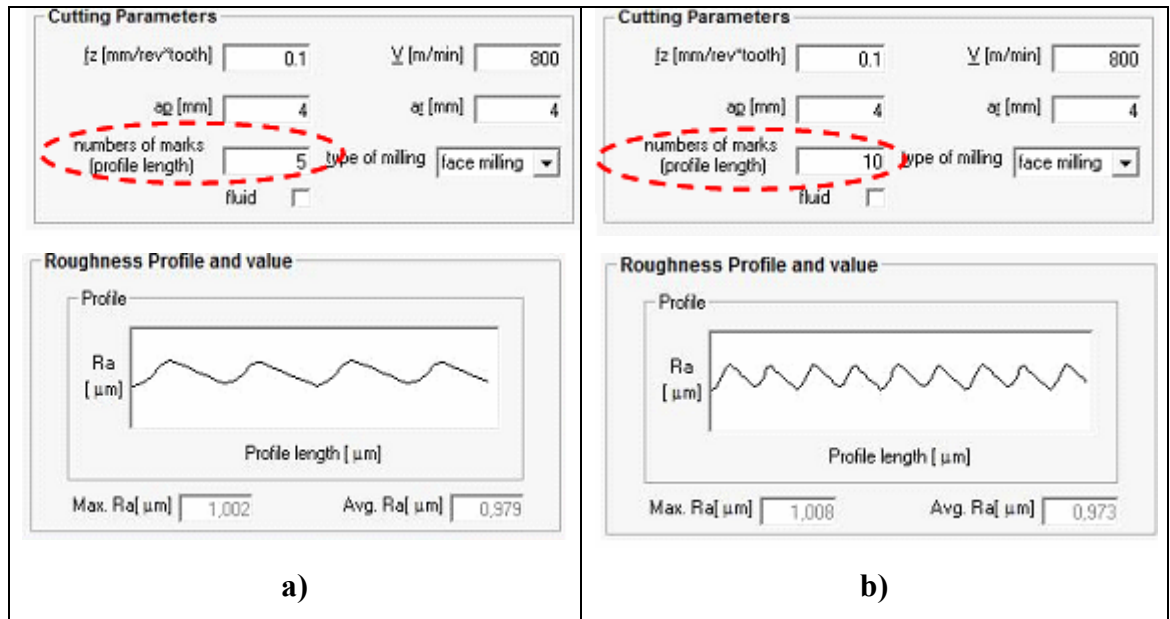 Cutting Parameters
fz [mm/rev*tooth] 0.1 V [m/min] 800
ap [mm] 4 ar [mm] 4
numbers of marks
(profile length) 5 type of milling face milling
fluid
Roughness Profile and value
Profile
Ra
[ µm]
Profile length [ µm]
Max. Ra[ µm] 1,002 Avg. Ra[ µm] 0,979
a)
Cutting Parameters
fz [mm/rev*tooth] 0.1 V [m/min] 800
ap [mm] 4 ar [mm] 4
numbers of marks
(profile length) 10 type of milling face milling
fluid
Roughness Profile and value
Profile
Ra
[ µm]
Profile length [ µm]
Max. Ra[ µm] 1,008 Avg. Ra[ µm] 0,973
b)